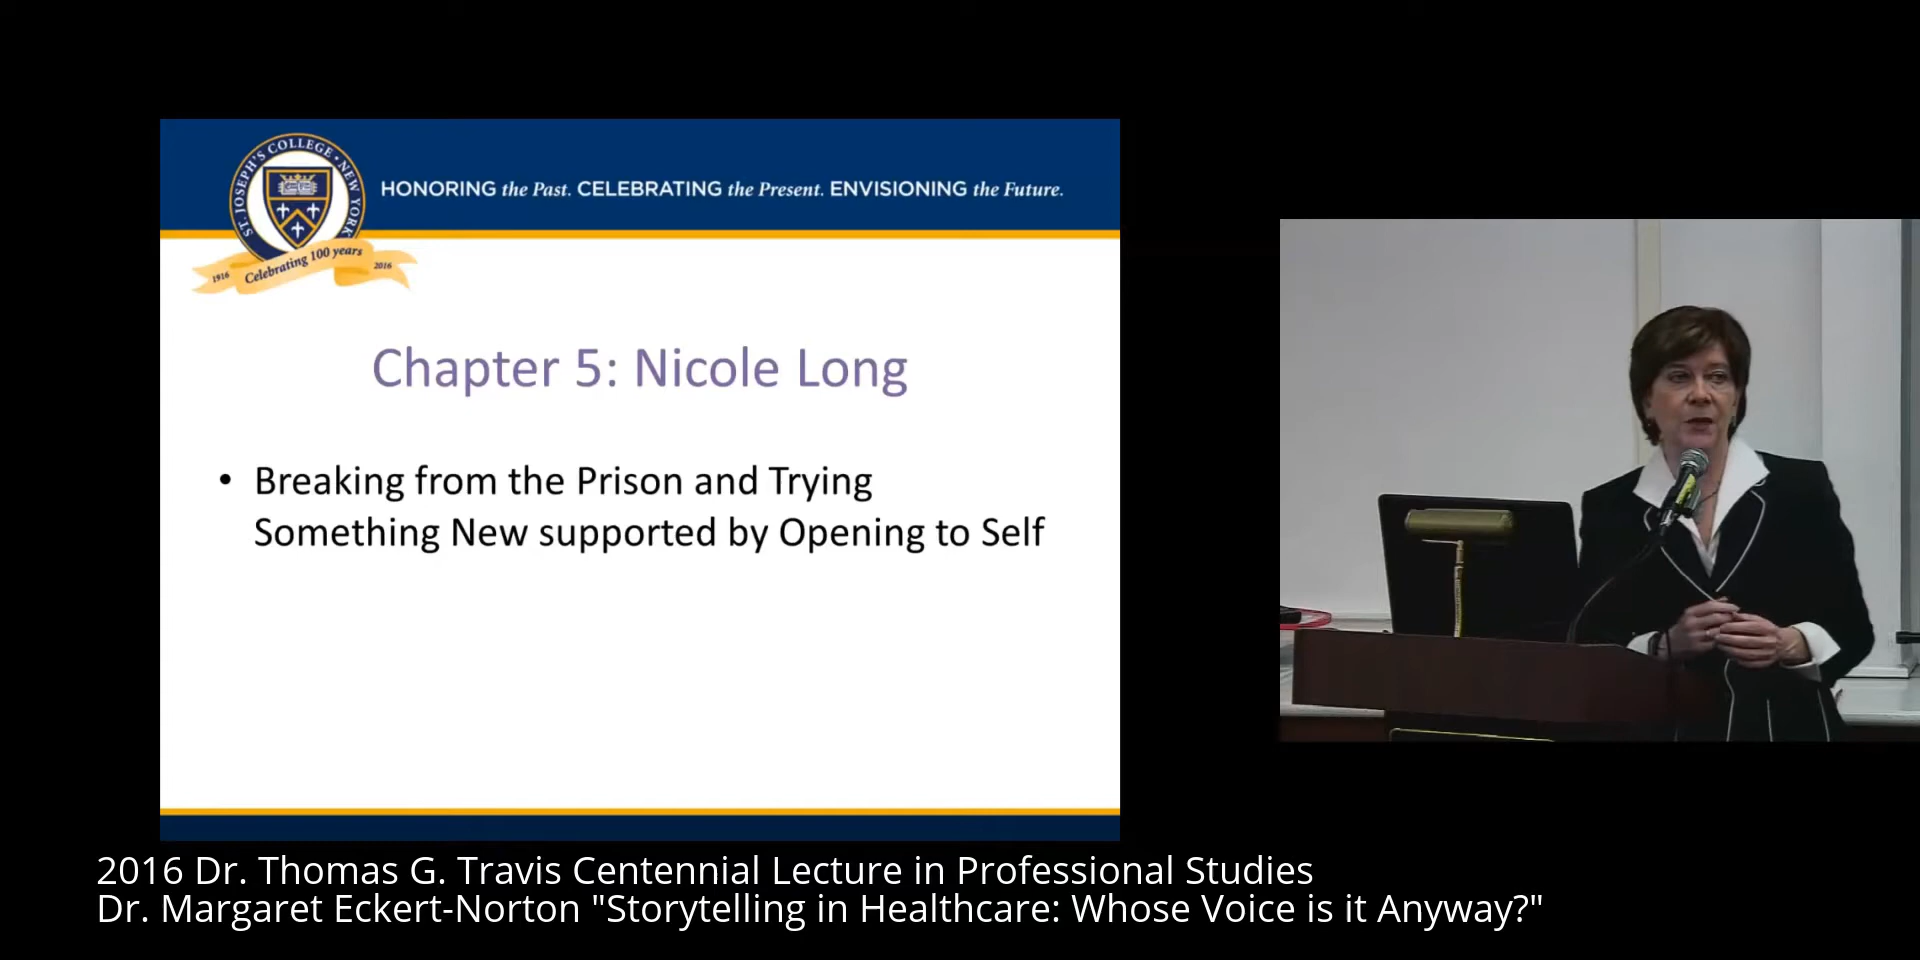 ST. JOSEPH'S COLLEGE • NEW YORK
HONORING the Past. CELEBRATING the Present. ENVISIONING the Future.
1916 Celebrating 100 years 2016
Chapter 5: Nicole Long
• Breaking from the Prison and Trying
Something New supported by Opening to Self
2016 Dr. Thomas G. Travis Centennial Lecture in Professional Studies
Dr. Margaret Eckert-Norton "Storytelling in Healthcare: Whose Voice is it Anyway?"